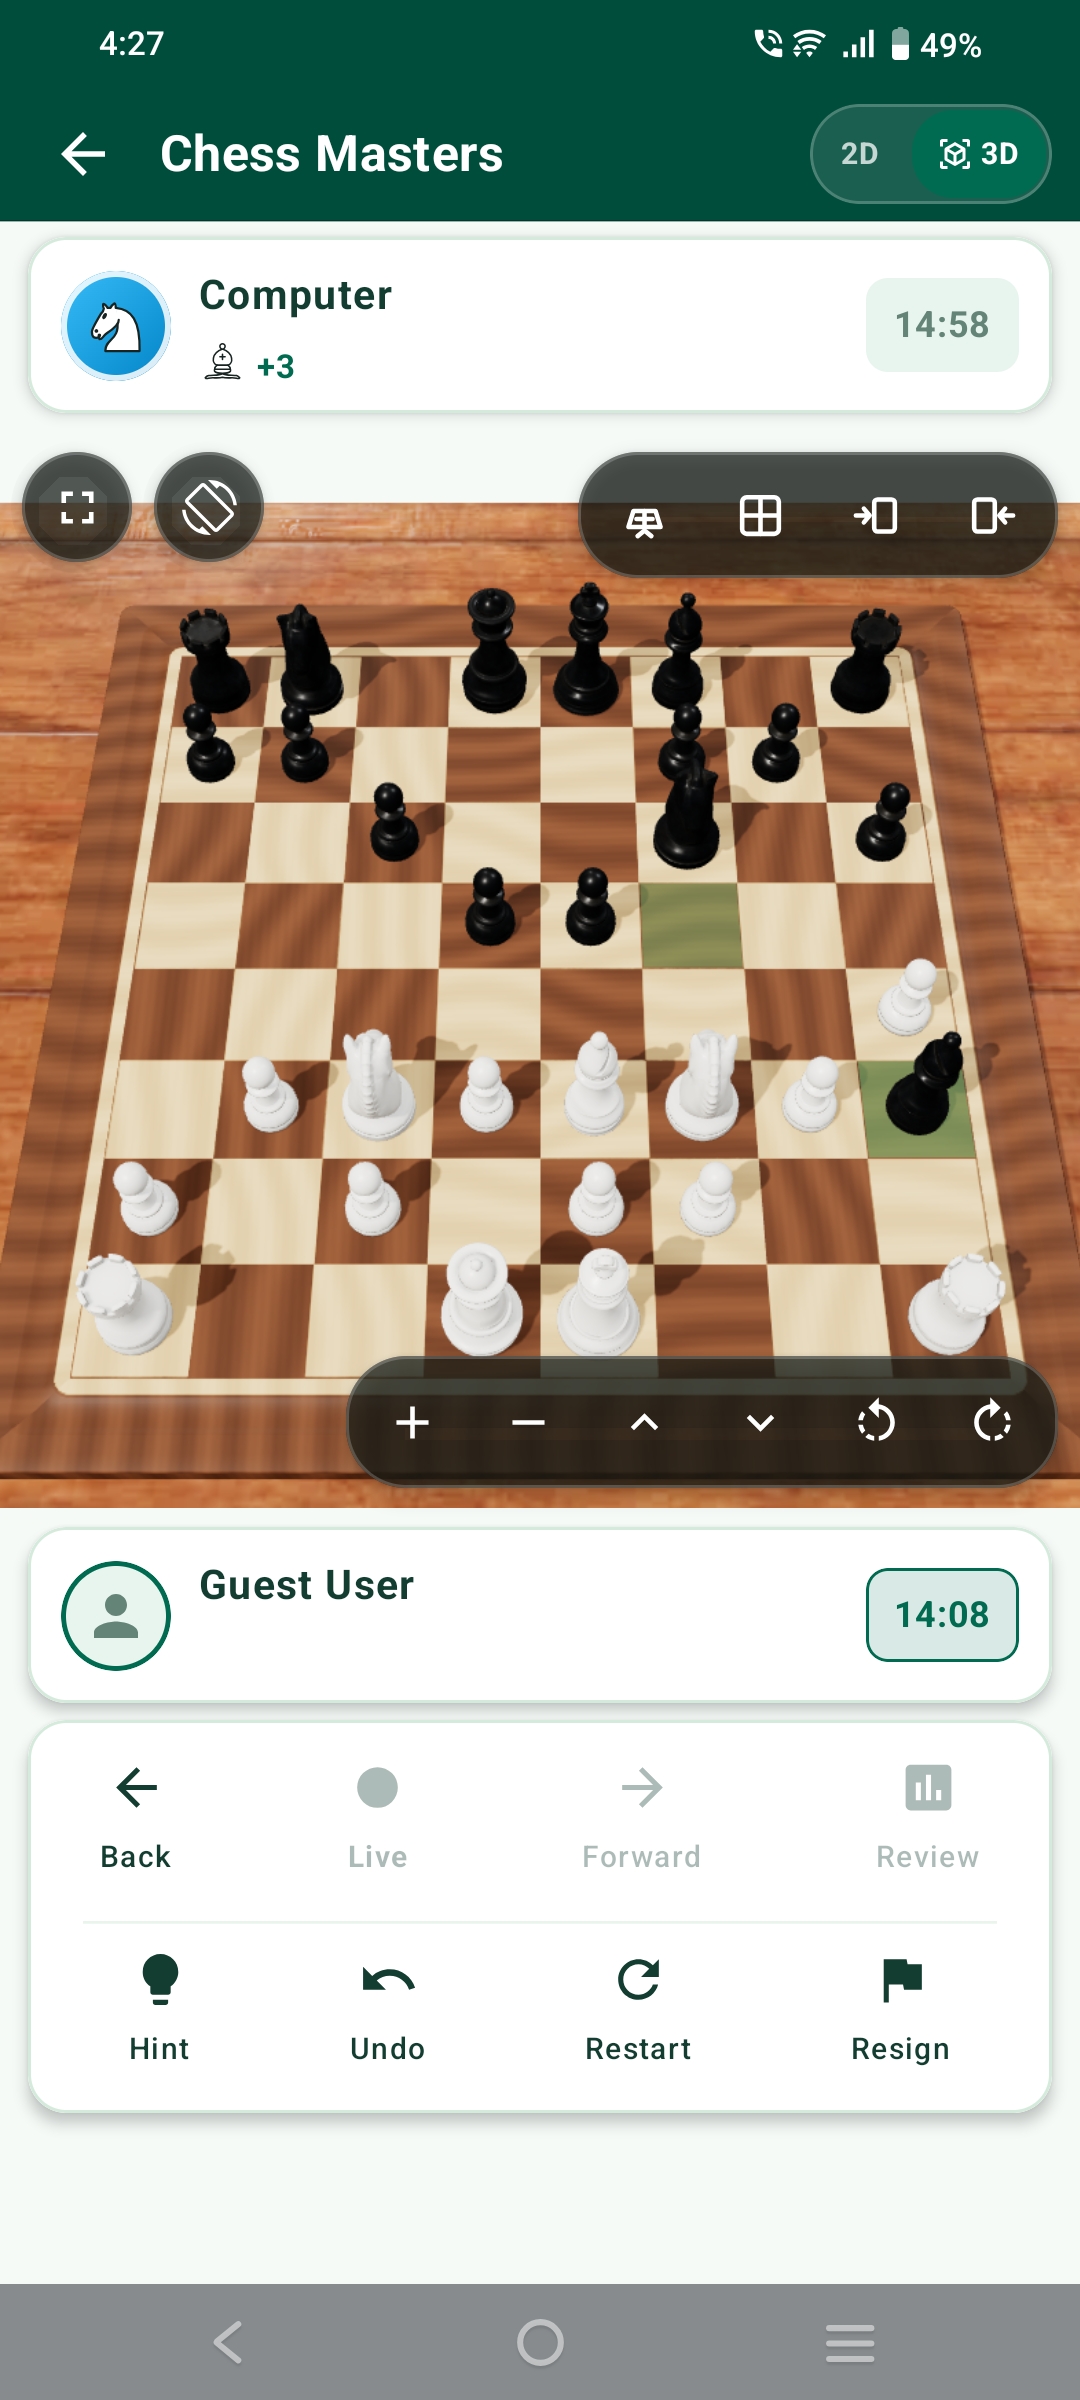 4:27
49%
Chess Masters
2D
3D
Computer
+3
14:58
Guest User
14:08
Back
Live
Forward
Review
Hint
Undo
Restart
Resign